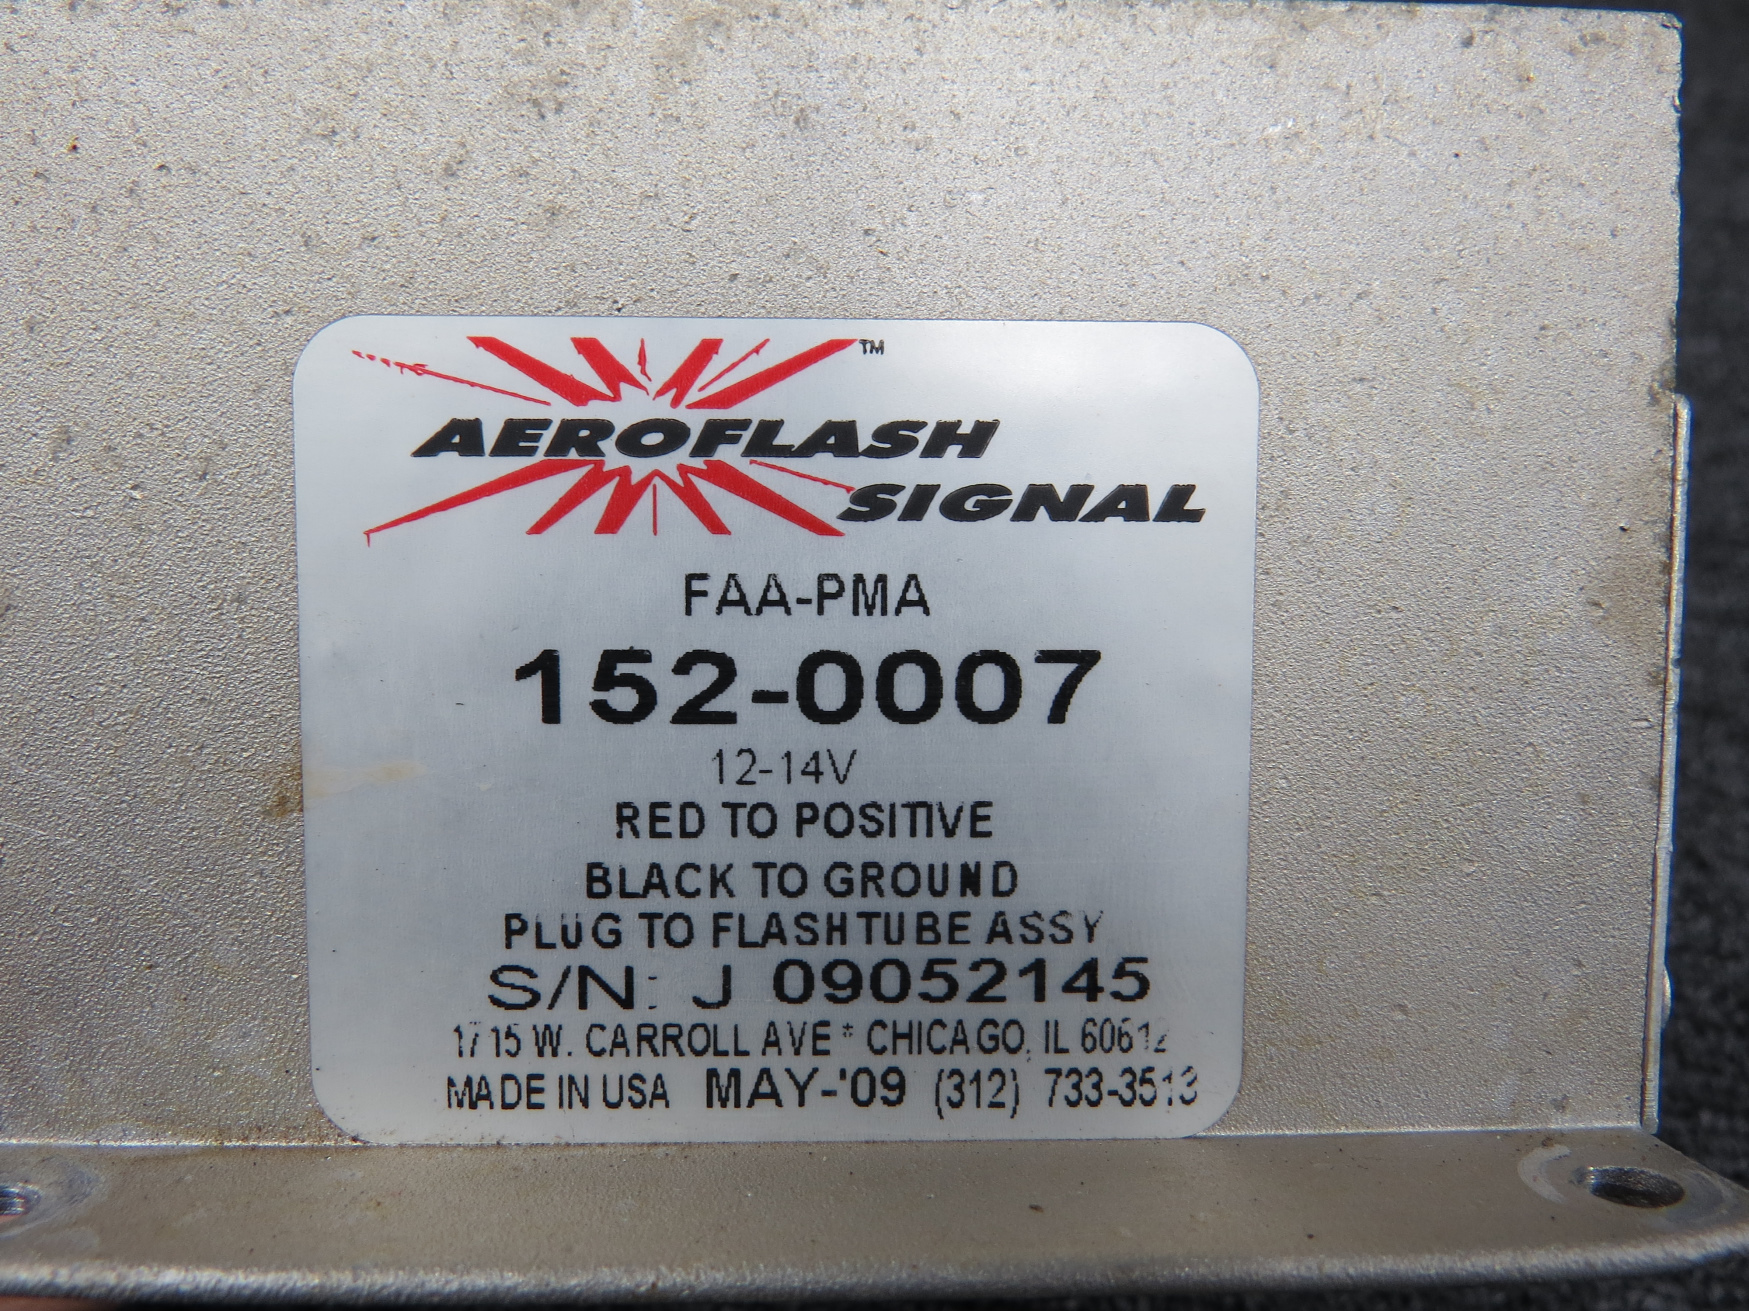 AEROFLASH™
SIGNAL
FAA-PMA
152-0007
12-14V
RED TO POSITIVE
BLACK TO GROUND
PLUG TO FLASHTUBE ASSY
S/N: J 09052145
1715 W. CARROLL AVE * CHICAGO, IL 60612
MADE IN USA MAY-'09 (312) 733-3513